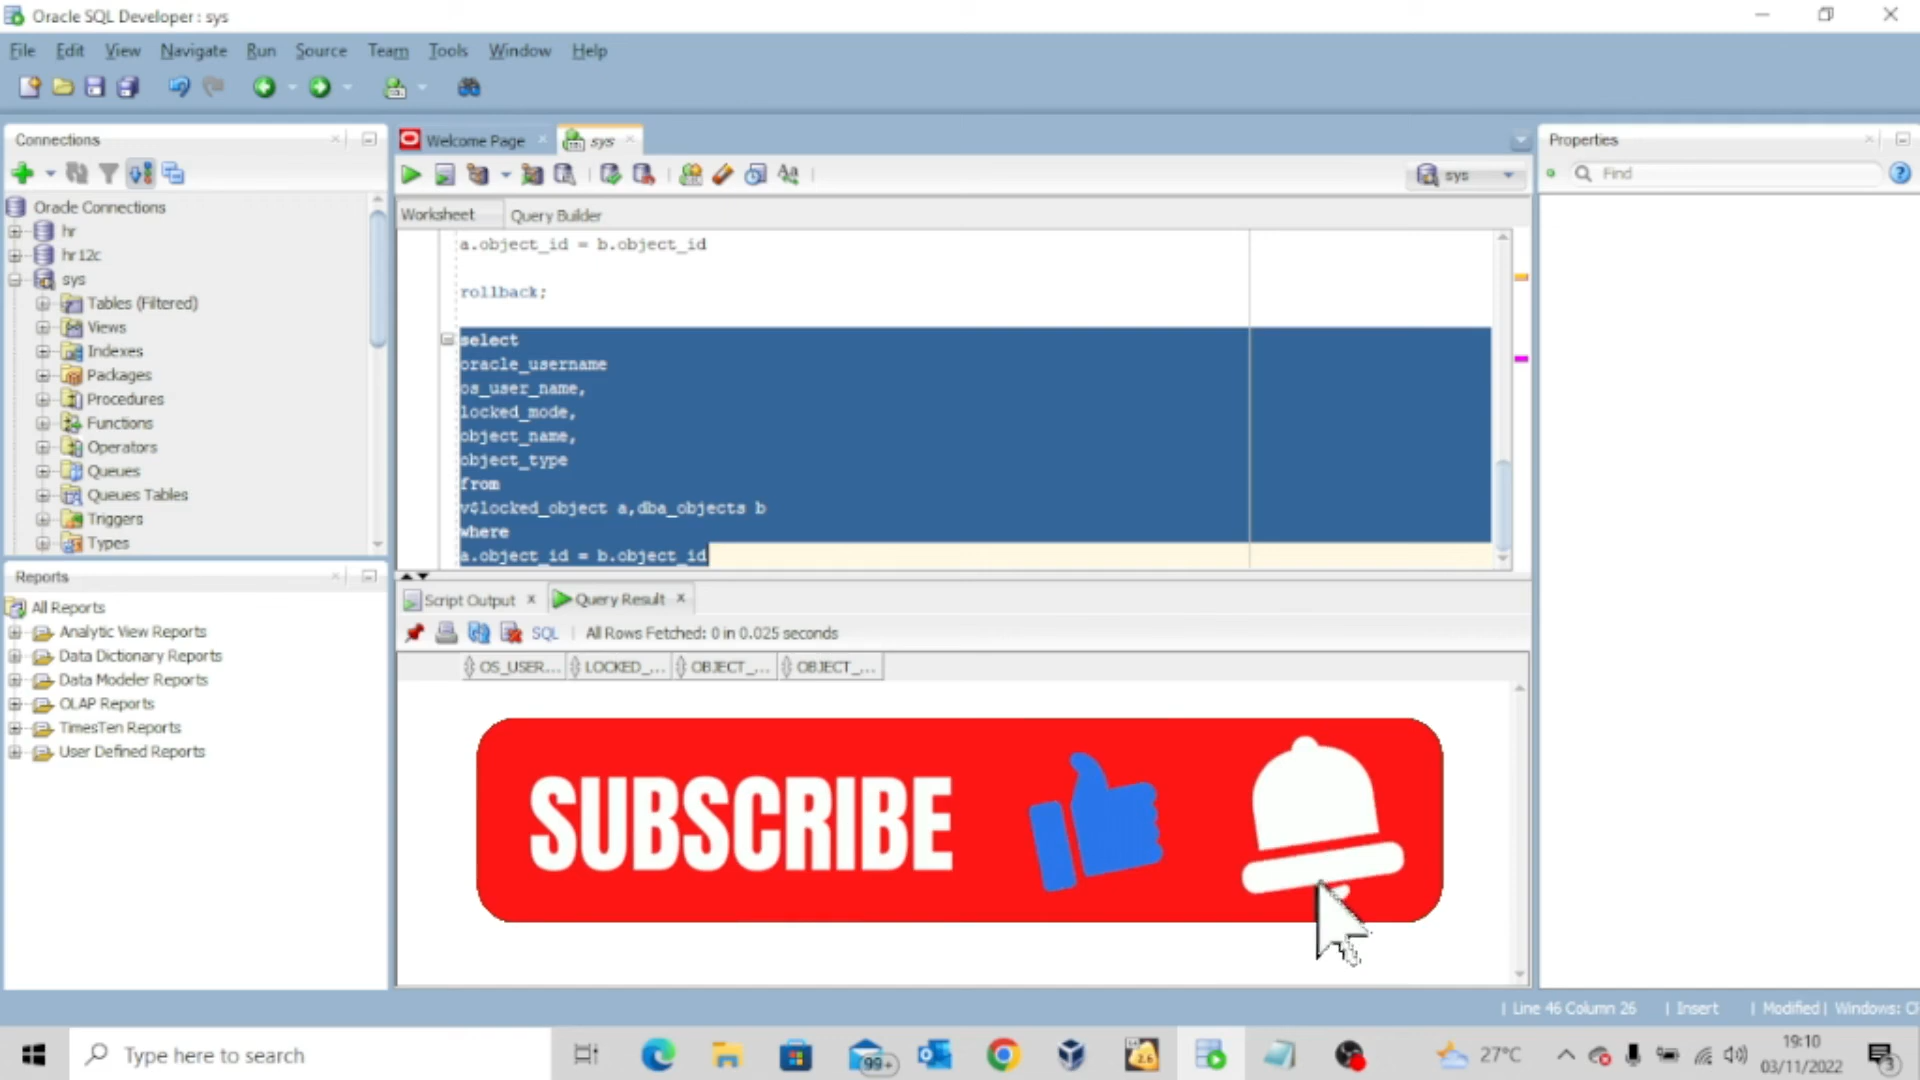 Oracle SQL Developer : sys
File Edit View Navigate Run Source Team Tools Window Help
Connections
Oracle Connections
hr
hr12c
sys
Tables (Filtered)
Views
Indexes
Packages
Procedures
Functions
Operators
Queues
Queues Tables
Triggers
Types
Reports
All Reports
Analytic View Reports
Data Dictionary Reports
Data Modeler Reports
OLAP Reports
TimesTen Reports
User Defined Reports
Welcome Page
sys
sys
Worksheet Query Builder
a.object_id = b.object_id
rollback;
select
oracle_username
os_user_name,
locked_mode,
object_name,
object_type
from
v$locked_object a,dba_objects b
where
a.object_id = b.object_id
Script Output Query Result
SQL All Rows Fetched: 0 in 0.025 seconds
OS_USER... LOCKED_... OBJECT_... OBJECT_...
SUBSCRIBE
Properties
Find
Line 46 Column 26 Insert Modified Windows:
Type here to search
99+
27°C
19:10
03/11/2022
3